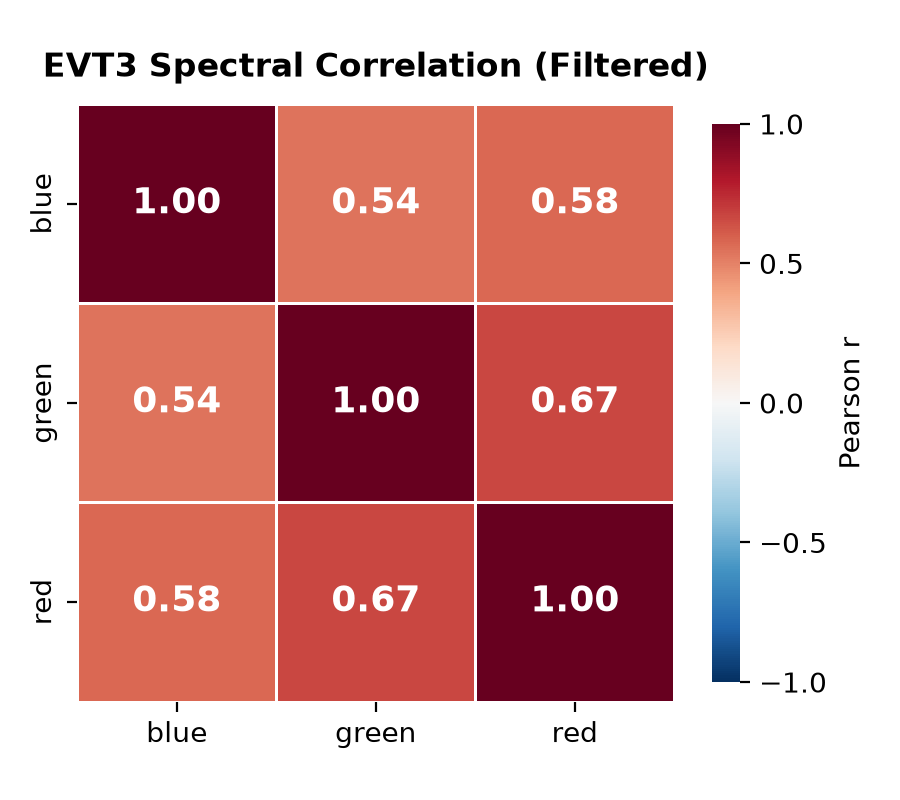 EVT3 Spectral Correlation (Filtered)
blue 1.00 0.54 0.58
green 0.54 1.00 0.67
red 0.58 0.67 1.00
blue green red
1.0
0.5
0.0
−0.5
−1.0
Pearson r